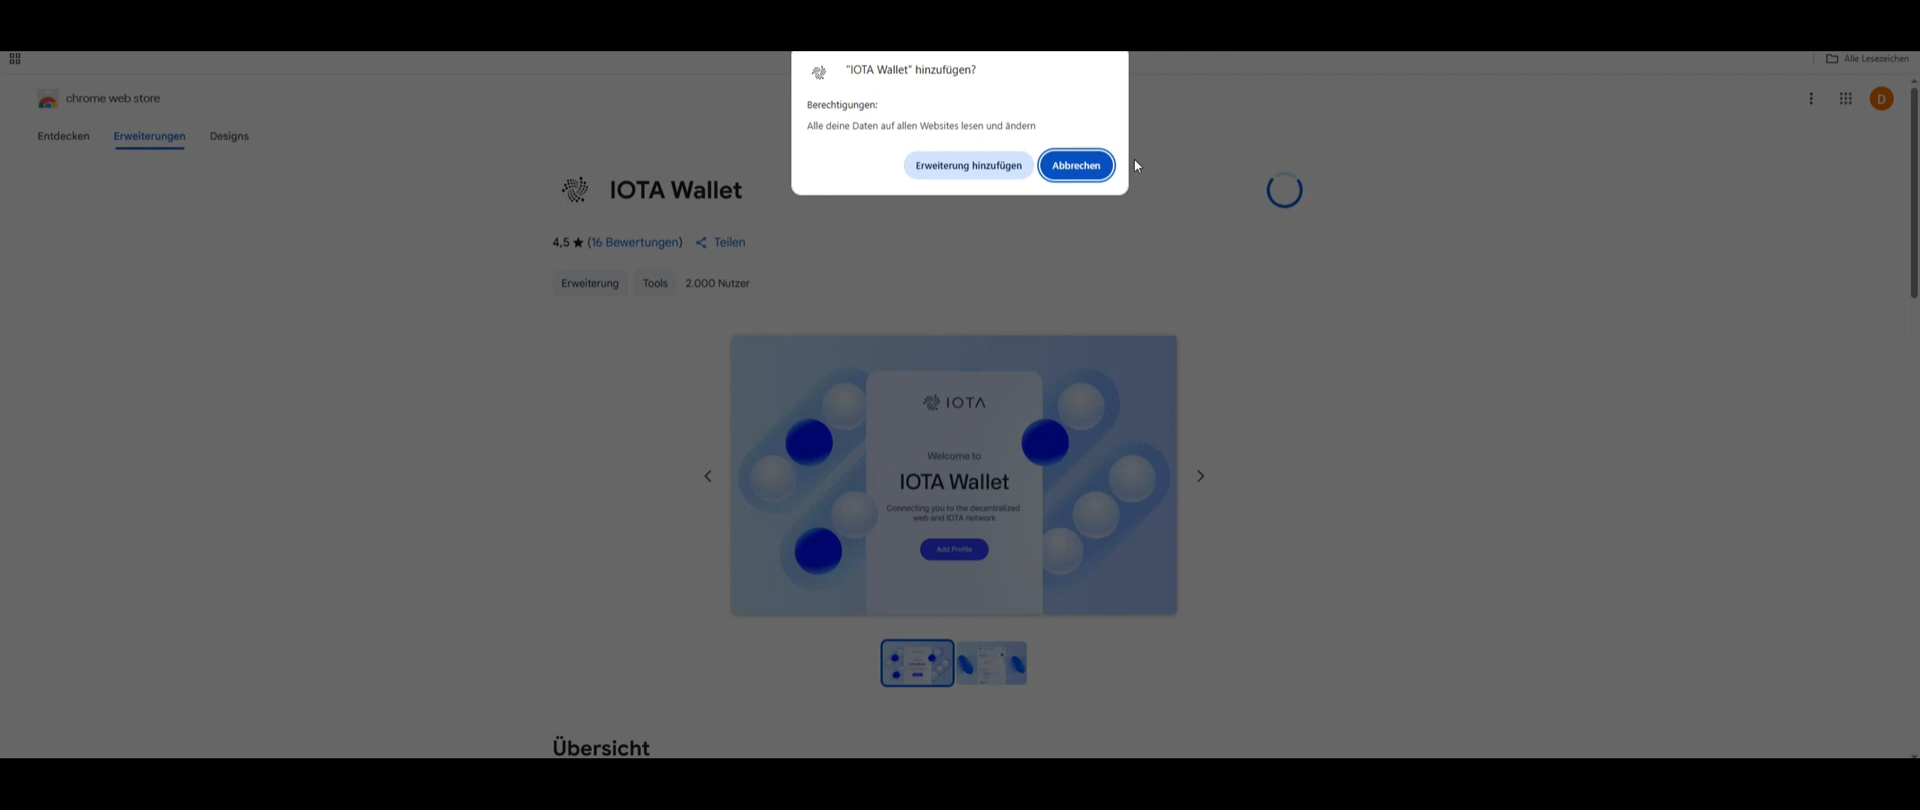 Alle Lesezeichen
"IOTA Wallet" hinzufügen?
Berechtigungen:
Alle deine Daten auf allen Websites lesen und ändern
Erweiterung hinzufügen
Abbrechen
chrome web store
D
Entdecken
Erweiterungen
Designs
IOTA Wallet
4,5 ★ (16 Bewertungen)
Teilen
Erweiterung
Tools
2.000 Nutzer
IOTA
Welcome to
IOTA Wallet
Connecting you to the decentralized
web and IOTA network
Add Profile
Übersicht